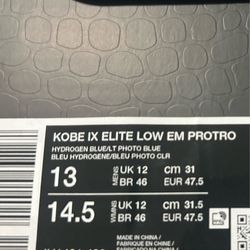 KOBE IX ELITE LOW EM PROTRO
HYDROGEN BLUE/LT PHOTO BLUE
BLEU HYDROGENE/BLEU PHOTO CLR
13 MENS UK 12 cm 31
BR 46 EUR 47.5
14.5 WMNS UK 12 cm 31.5
BR 46 EUR 47.5
MADE IN CHINA /
FABRIQUE EN CHINE /